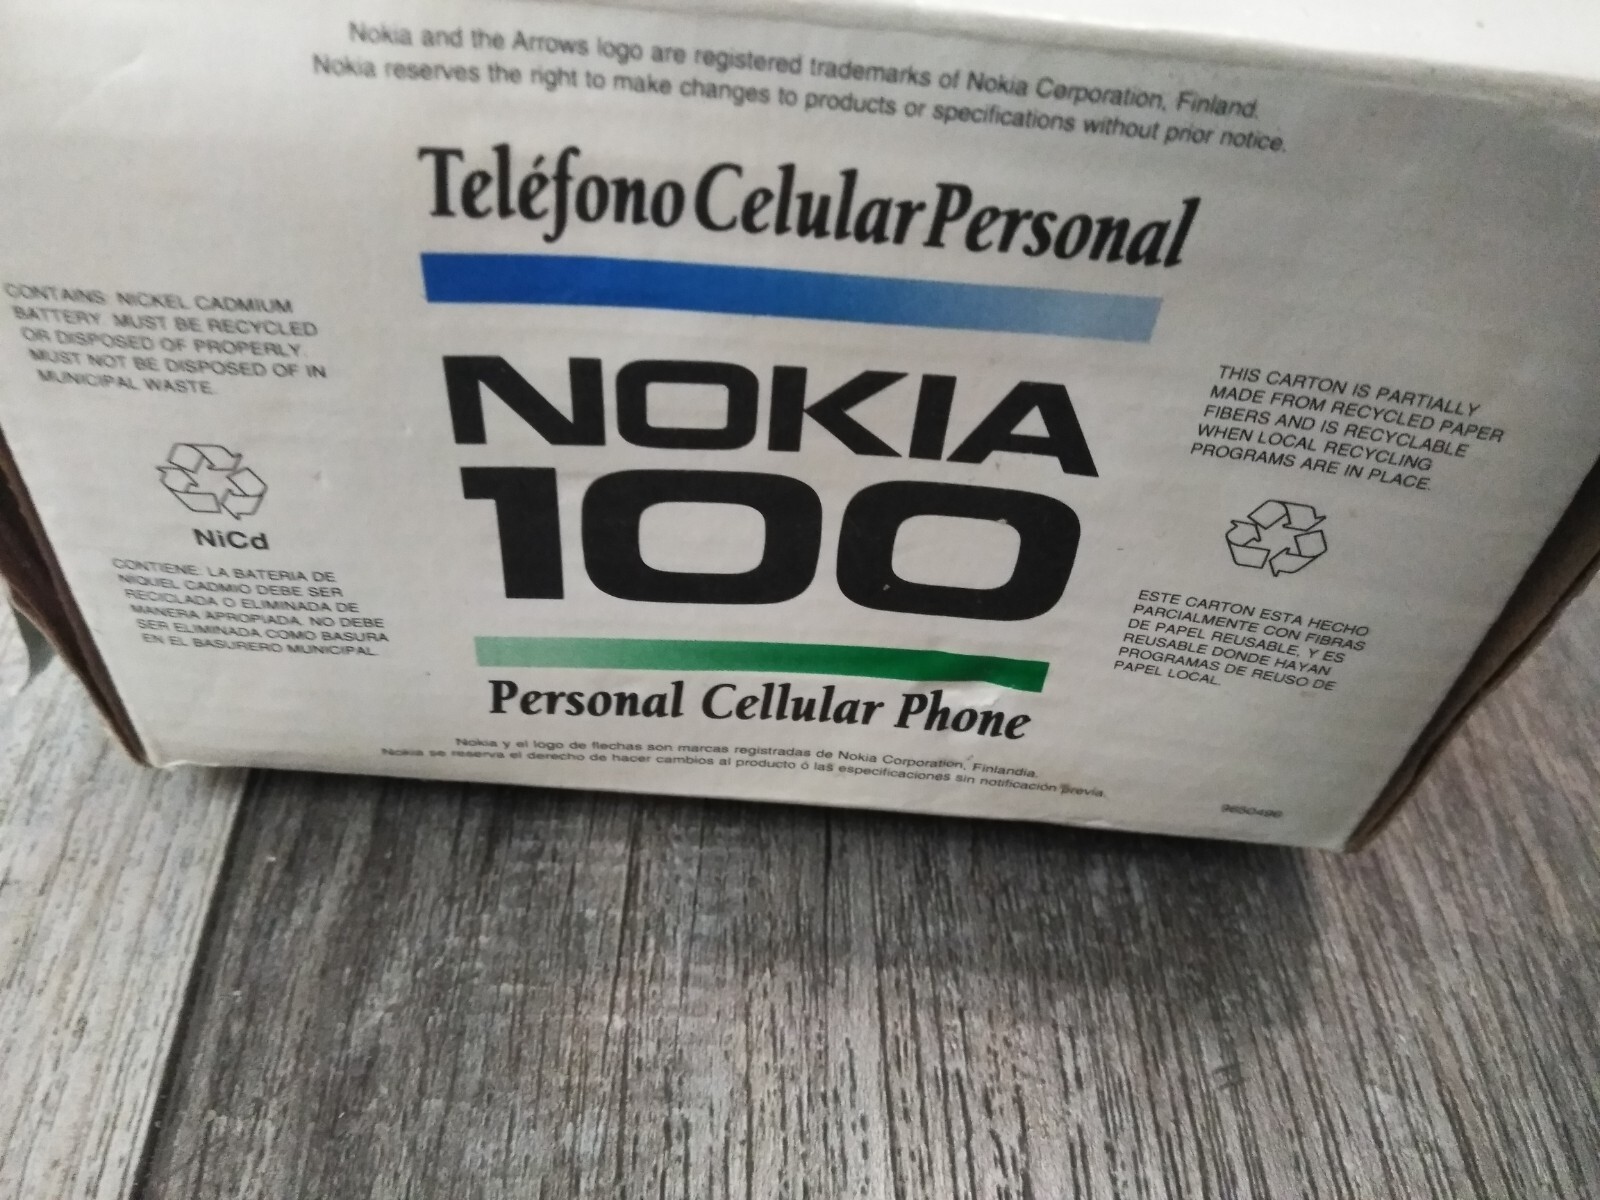 Nokia and the Arrows logo are registered trademarks of Nokia Corporation, Finland.
Nokia reserves the right to make changes to products or specifications without prior notice.
Teléfono Celular Personal
CONTAINS: NICKEL CADMIUM
BATTERY. MUST BE RECYCLED
OR DISPOSED OF PROPERLY.
MUST NOT BE DISPOSED OF IN
MUNICIPAL WASTE.
NiCd
CONTIENE: LA BATERIA DE
NIQUEL CADMIO DEBE SER
RECICLADA O ELIMINADA DE
MANERA APROPIADA. NO DEBE
SER ELIMINADA COMO BASURA
EN EL BASURERO MUNICIPAL.
NOKIA
100
THIS CARTON IS PARTIALLY
MADE FROM RECYCLED PAPER
FIBERS AND IS RECYCLABLE
WHEN LOCAL RECYCLING
PROGRAMS ARE IN PLACE.
ESTE CARTON ESTA HECHO
PARCIALMENTE CON FIBRAS
DE PAPEL REUSABLE, Y ES
REUSABLE DONDE HAYAN
PROGRAMAS DE REUSO DE
PAPEL LOCAL.
Personal Cellular Phone
Nokia y el logo de flechas son marcas registradas de Nokia Corporation, Finlandia.
Nokia se reserva el derecho de hacer cambios al producto ó las especificaciones sin notificación previa.